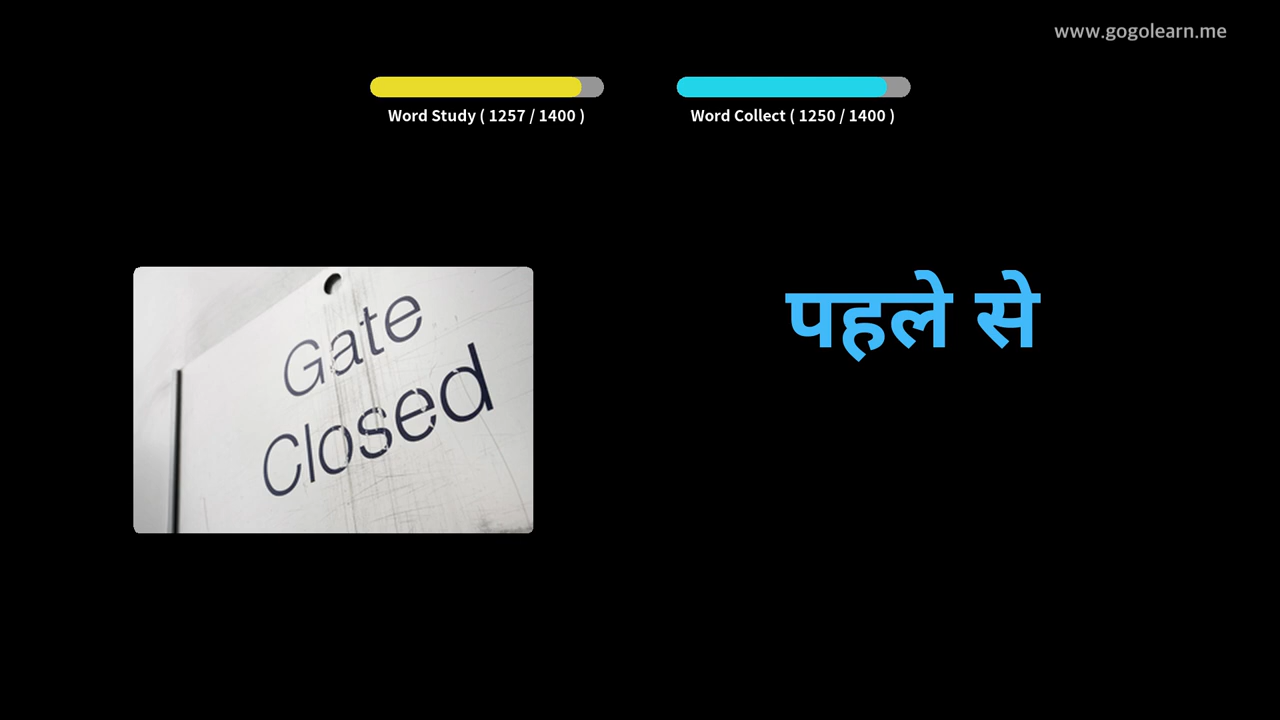 www.gogolearn.me
Word Study ( 1257 / 1400 )
Word Collect ( 1250 / 1400 )
Gate
Closed
पहले से